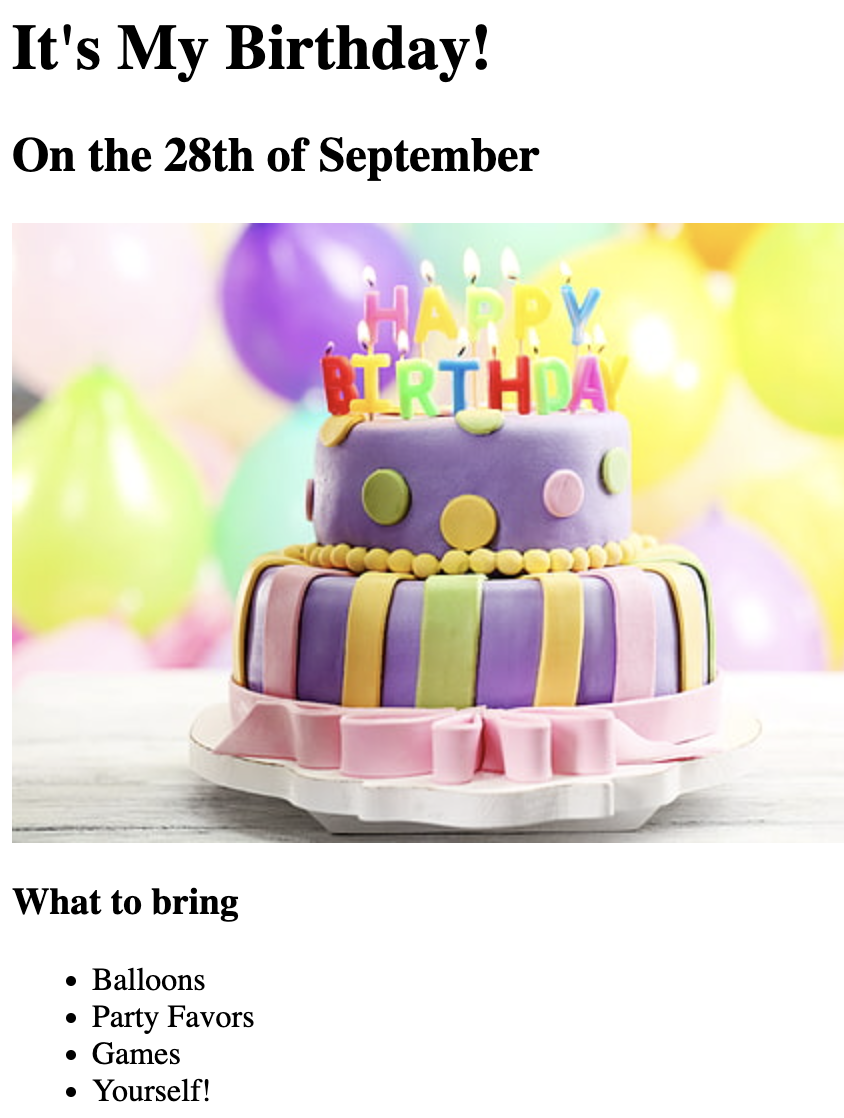 It's My Birthday!
On the 28th of September
HAPPY
BIRTHDAY
What to bring
• Balloons
• Party Favors
• Games
• Yourself!